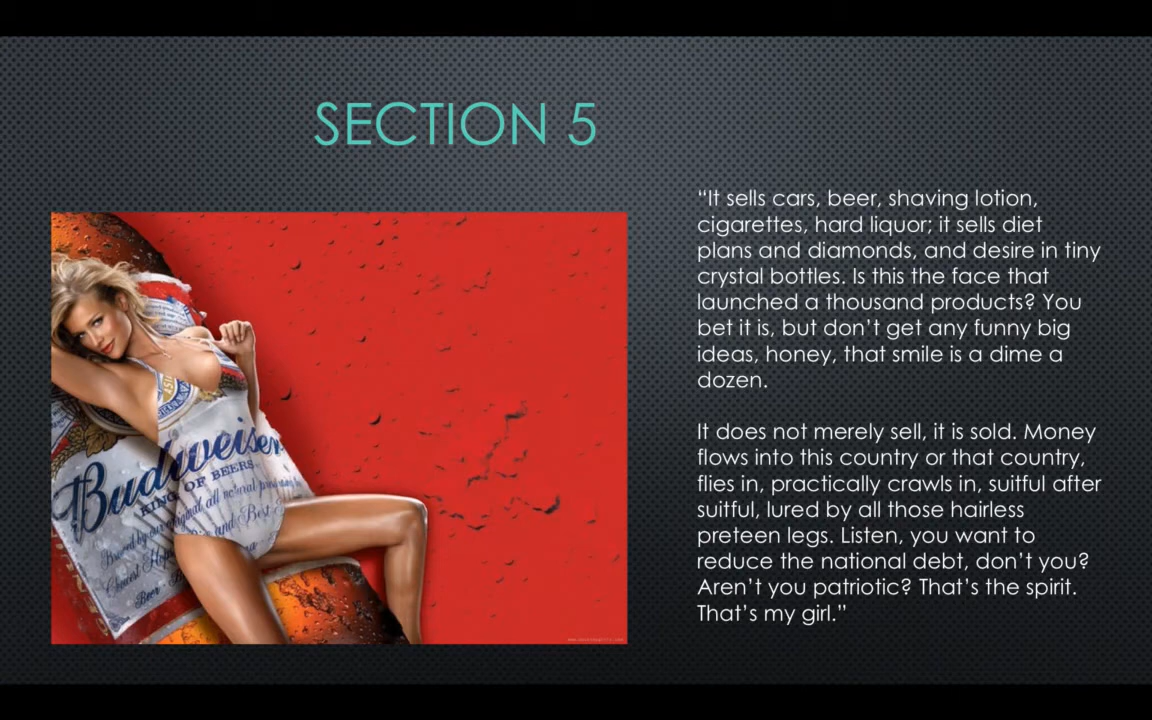 SECTION 5
“It sells cars, beer, shaving lotion,
cigarettes, hard liquor; it sells diet
plans and diamonds, and desire in tiny
crystal bottles. Is this the face that
launched a thousand products? You
bet it is, but don’t get any funny big
ideas, honey, that smile is a dime a
dozen.
It does not merely sell, it is sold. Money
flows into this country or that country,
flies in, practically crawls in, suitful after
suitful, lured by all those hairless
preteen legs. Listen, you want to
reduce the national debt, don’t you?
Aren’t you patriotic? That’s the spirit.
That’s my girl.”
Budweiser
KING OF BEERS
and Best
Beer